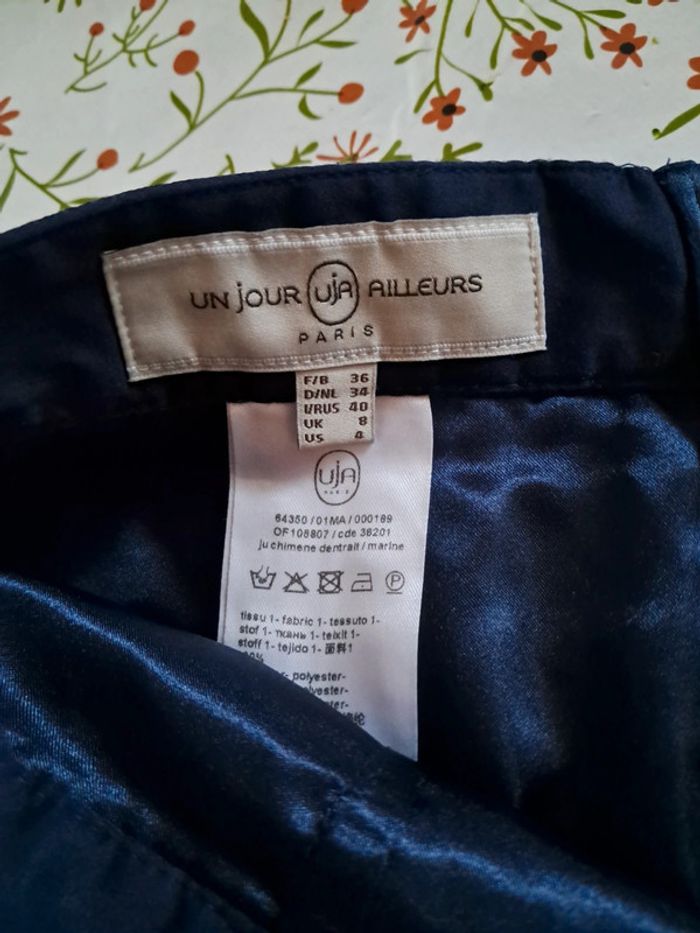 UN jOUR UJA AILLEURS
PARIS
F/B 36
D/NL 34
I/RUS 40
UK 8
US 4
UJA
PARIS
64350 / 01MA / 000189
OF108807 / cde 38201
ju chimene dentrait / marine
P
tissu 1- fabric 1- tessuto 1-
stof 1- ткань 1- teixit 1-
stoff 1- tejido 1- 面料1
polyester-